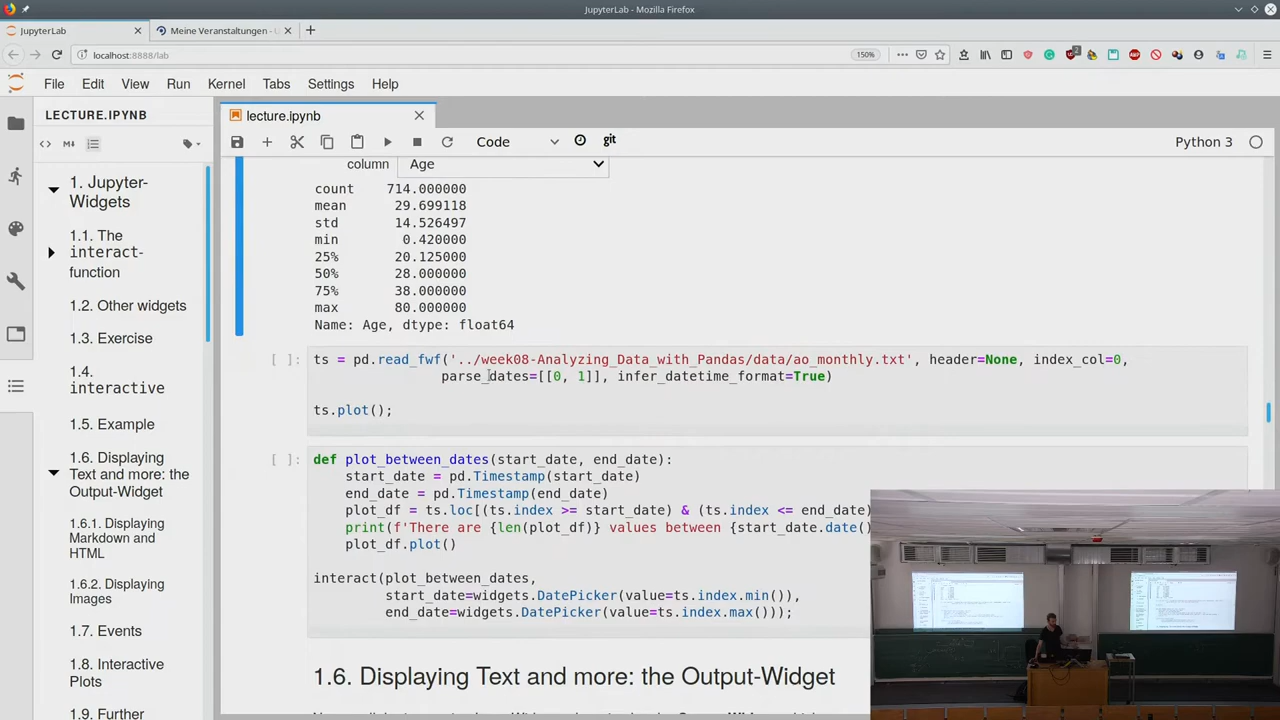 JupyterLab - Mozilla Firefox
JupyterLab
Meine Veranstaltungen - U
localhost:8888/lab
150%
2
ABP
File Edit View Run Kernel Tabs Settings Help
LECTURE.IPYNB
lecture.ipynb
Code
git
Python 3
1. Jupyter-
Widgets
1.1. The
interact-
function
1.2. Other widgets
1.3. Exercise
1.4.
interactive
1.5. Example
1.6. Displaying
Text and more: the
Output-Widget
1.6.1. Displaying
Markdown and
HTML
1.6.2. Displaying
Images
1.7. Events
1.8. Interactive
Plots
1.9. Further
column Age
count 714.000000
mean 29.699118
std 14.526497
min 0.420000
25% 20.125000
50% 28.000000
75% 38.000000
max 80.000000
Name: Age, dtype: float64
[ ]: ts = pd.read_fwf('../week08-Analyzing_Data_with_Pandas/data/ao_monthly.txt', header=None, index_col=0,
parse_dates=[[0, 1]], infer_datetime_format=True)
ts.plot();
[ ]: def plot_between_dates(start_date, end_date):
start_date = pd.Timestamp(start_date)
end_date = pd.Timestamp(end_date)
plot_df = ts.loc[(ts.index >= start_date) & (ts.index <= end_date)
print(f'There are {len(plot_df)} values between {start_date.date()
plot_df.plot()
interact(plot_between_dates,
start_date=widgets.DatePicker(value=ts.index.min()),
end_date=widgets.DatePicker(value=ts.index.max()));
1.6. Displaying Text and more: the Output-Widget